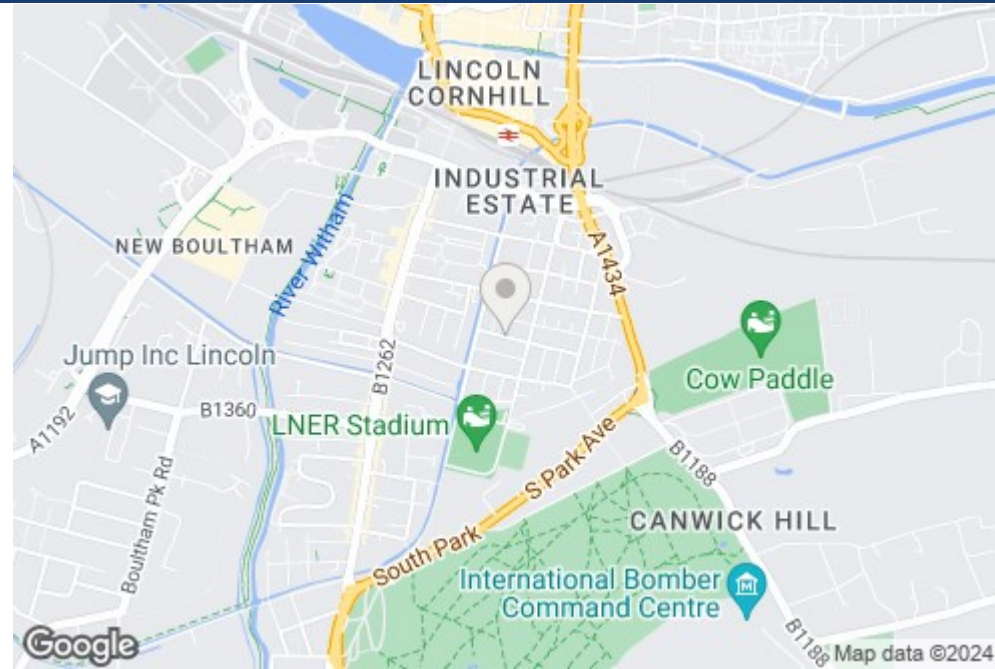 LINCOLN
CORNHILL
INDUSTRIAL
ESTATE
NEW BOULTHAM
River Witham
A1434
Jump Inc Lincoln
B1262
Cow Paddle
A1192
B1360
LNER Stadium
S Park Ave
B1188
Boultham Pk Rd
CANWICK HILL
South Park
International Bomber
Command Centre
B1188
Google
Map data ©2024